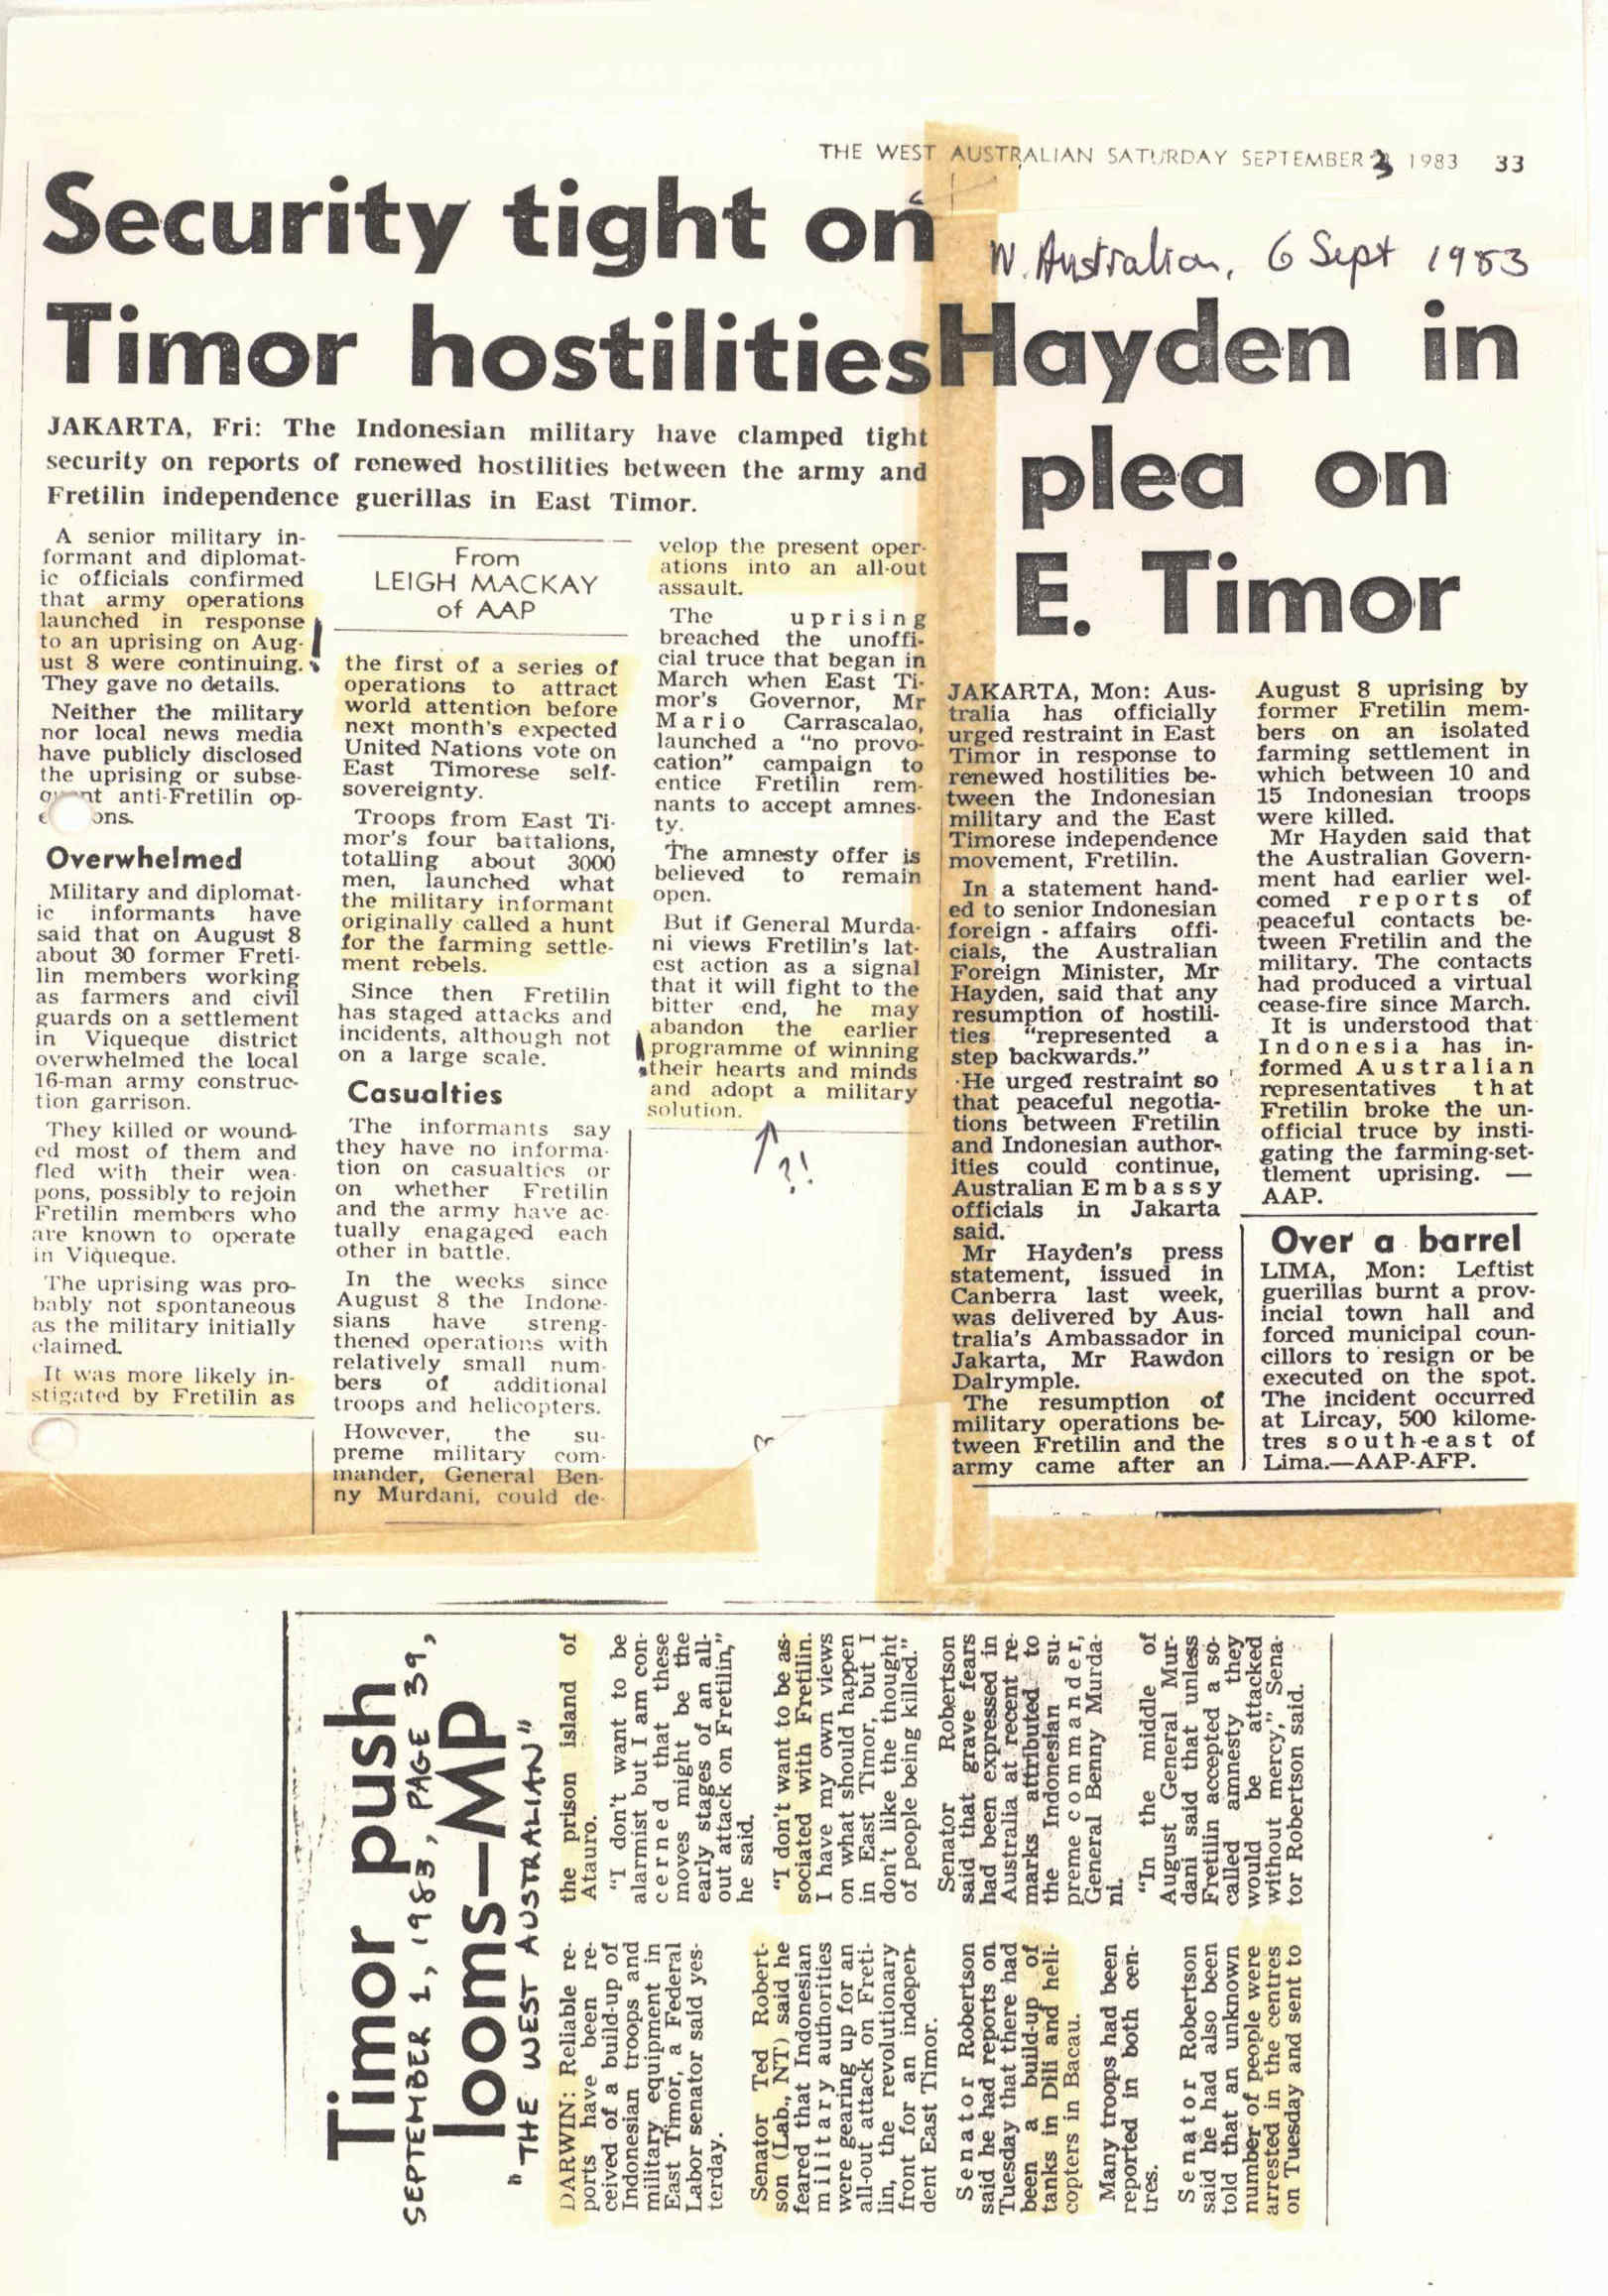 THE WEST AUSTRALIAN SATURDAY SEPTEMBER 3 1983 33
Security tight on
Timor hostilities
JAKARTA, Fri: The Indonesian military have clamped tight
security on reports of renewed hostilities between the army and
Fretilin independence guerillas in East Timor.
A senior military in-
formant and diplomat-
ic officials confirmed
that army operations
launched in response
to an uprising on Aug-
ust 8 were continuing.
They gave no details.
Neither the military
nor local news media
have publicly disclosed
the uprising or subse-
nt anti-Fretilin op-
ons.
Overwhelmed
Military and diplomat-
ic informants have
said that on August 8
about 30 former Freti-
lin members working
as farmers and civil
guards on a settlement
in Viqueque district
overwhelmed the local
16-man army construc-
tion garrison.
They killed or wound-
ed most of them and
fled with their wea-
pons, possibly to rejoin
Fretilin members who
are known to operate
in Viqueque.
The uprising was pro-
bably not spontaneous
as the military initially
claimed.
It was more likely in-
stigated by Fretilin as
From
LEIGH MACKAY
of AAP
the first of a series of
operations to attract
world attention before
next month's expected
United Nations vote on
East Timorese self-
sovereignty.
Troops from East Ti-
mor's four battalions,
totalling about 3000
men, launched what
the military informant
originally called a hunt
for the farming settle-
ment rebels.
Since then Fretilin
has staged attacks and
incidents, although not
on a large scale.
Casualties
The informants say
they have no informa-
tion on casualties or
on whether Fretilin
and the army have ac-
tually enagaged each
other in battle.
In the weeks since
August 8 the Indone-
sians have streng-
thened operations with
relatively small num-
bers of additional
troops and helicopters.
However, the su-
preme military com-
mander, General Ben-
ny Murdani, could de-
velop the present oper-
ations into an all-out
assault.
The uprising
breached the unoffi-
cial truce that began in
March when East Ti-
mor's Governor, Mr
Mario Carrascalao,
launched a "no provo-
cation" campaign to
entice Fretilin rem-
nants to accept amnes-
ty.
The amnesty offer is
believed to remain
open.
But if General Murda-
ni views Fretilin's lat-
est action as a signal
that it will fight to the
bitter end, he may
abandon the earlier
programme of winning
their hearts and minds
and adopt a military
solution.
?!
W. Australian, 6 Sept 1983
Hayden in
plea on
E. Timor
JAKARTA, Mon: Aus-
tralia has officially
urged restraint in East
Timor in response to
renewed hostilities be-
tween the Indonesian
military and the East
Timorese independence
movement, Fretilin.
In a statement hand-
ed to senior Indonesian
foreign - affairs offi-
cials, the Australian
Foreign Minister, Mr
Hayden, said that any
resumption of hostili-
ties "represented a
step backwards."
He urged restraint so
that peaceful negotia-
tions between Fretilin
and Indonesian author-
ities could continue,
Australian Embassy
officials in Jakarta
said.
Mr Hayden's press
statement, issued in
Canberra last week,
was delivered by Aus-
tralia's Ambassador in
Jakarta, Mr Rawdon
Dalrymple.
The resumption of
military operations be-
tween Fretilin and the
army came after an
August 8 uprising by
former Fretilin mem-
bers on an isolated
farming settlement in
which between 10 and
15 Indonesian troops
were killed.
Mr Hayden said that
the Australian Govern-
ment had earlier wel-
comed reports of
peaceful contacts be-
tween Fretilin and the
military. The contacts
had produced a virtual
cease-fire since March.
It is understood that
Indonesia has in-
formed Australian
representatives that
Fretilin broke the un-
official truce by insti-
gating the farming-set-
tlement uprising. —
AAP.
Over a barrel
LIMA, Mon: Leftist
guerillas burnt a prov-
incial town hall and
forced municipal coun-
cillors to resign or be
executed on the spot.
The incident occurred
at Lircay, 500 kilome-
tres south-east of
Lima.—AAP-AFP.
Timor push
SEPTEMBER 1, 1983, PAGE 39,
looms—MP
"THE WEST AUSTRALIAN"
DARWIN: Reliable re-
ports have been re-
ceived of a build-up of
Indonesian troops and
military equipment in
East Timor, a Federal
Labor senator said yes-
terday.
Senator Ted Robert-
son (Lab., NT) said he
feared that Indonesian
military authorities
were gearing up for an
all-out attack on Freti-
lin, the revolutionary
front for an indepen-
dent East Timor.
Senator Robertson
said he had reports on
Tuesday that there had
been a build-up of
tanks in Dili and heli-
copters in Bacau.
Many troops had been
reported in both cen-
tres.
Senator Robertson
said he had also been
told that an unknown
number of people were
arrested in the centres
on Tuesday and sent to
the prison island of
Atauro.
"I don't want to be
alarmist but I am con-
cerned that these
moves might be the
early stages of an all-
out attack on Fretilin,"
he said.
"I don't want to be as-
sociated with Fretilin.
I have my own views
on what should happen
in East Timor, but I
don't like the thought
of people being killed."
Senator Robertson
said that grave fears
had been expressed in
Australia at recent re-
marks attributed to
the Indonesian su-
preme commander,
General Benny Murda-
ni.
"In the middle of
August General Mur-
dani said that unless
Fretilin accepted a so-
called amnesty they
would be attacked
without mercy," Sena-
tor Robertson said.